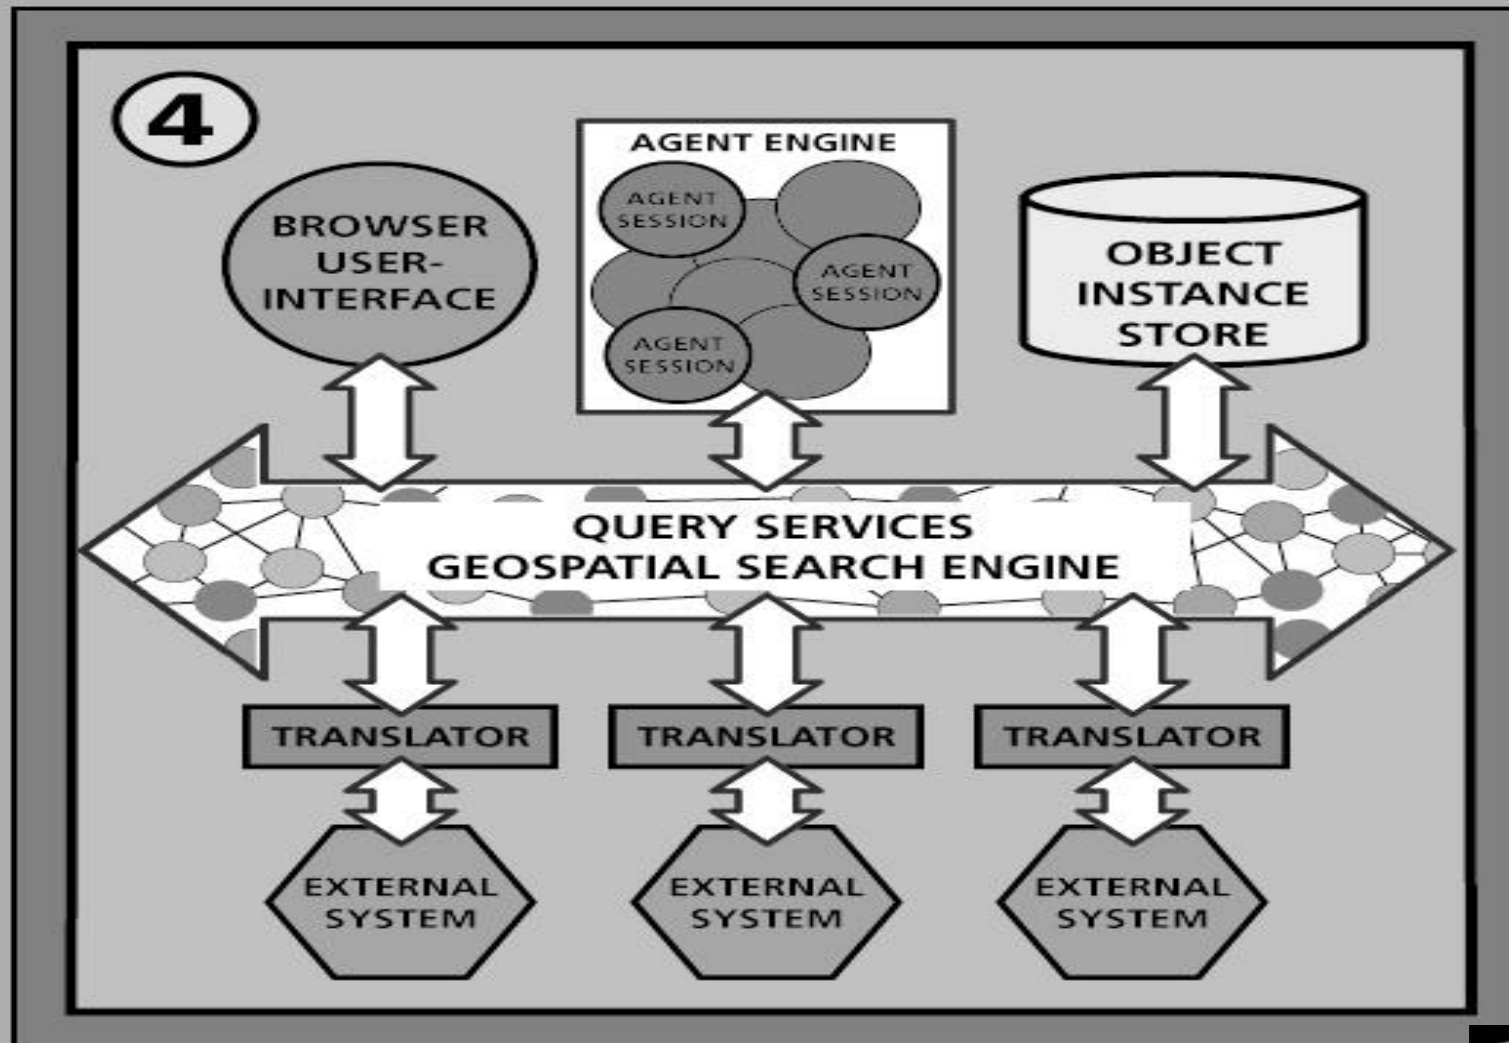 4
AGENT ENGINE
AGENT
SESSION
AGENT
SESSION
AGENT
SESSION
BROWSER
USER-
INTERFACE
OBJECT
INSTANCE
STORE
QUERY SERVICES
GEOSPATIAL SEARCH ENGINE
TRANSLATOR
TRANSLATOR
TRANSLATOR
EXTERNAL
SYSTEM
EXTERNAL
SYSTEM
EXTERNAL
SYSTEM